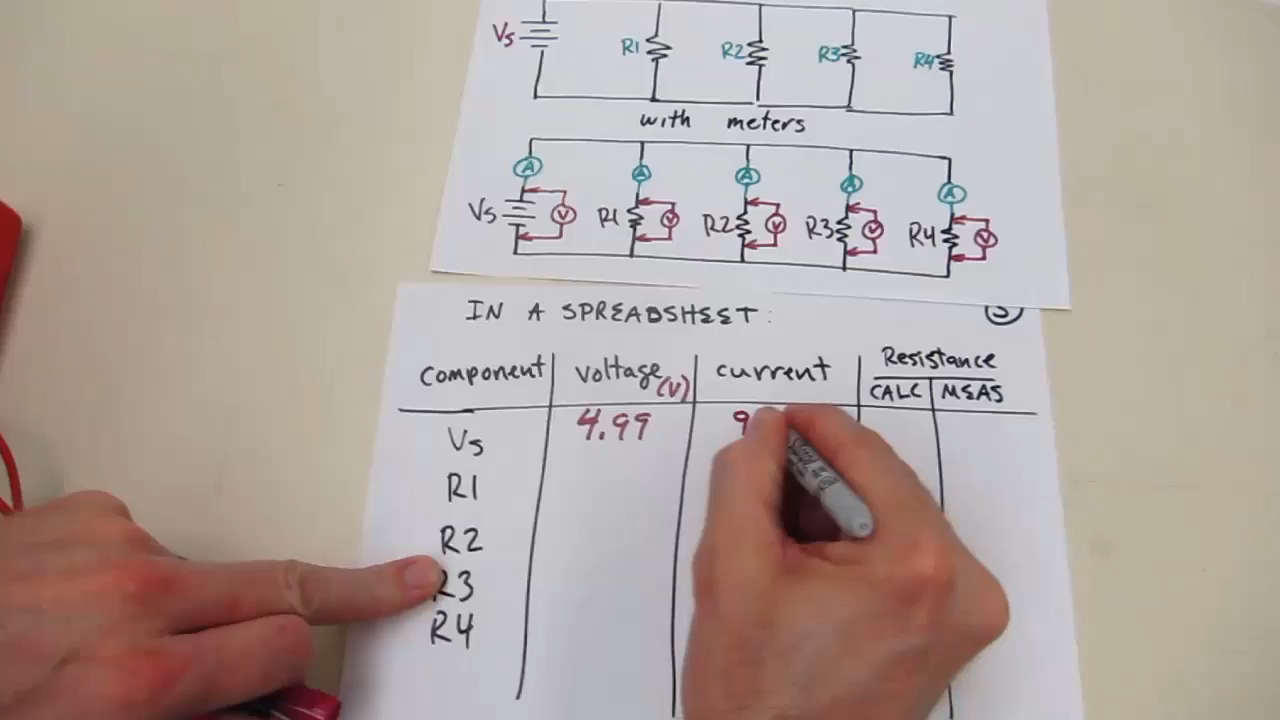 Vs R1 R2 R3 R4
with meters
A A A A A
Vs V R1 V R2 V R3 V R4 V
IN A SPREADSHEET:
component voltage (V) current Resistance
CALC MEAS
Vs 4.99 9
R1
R2
R3
R4